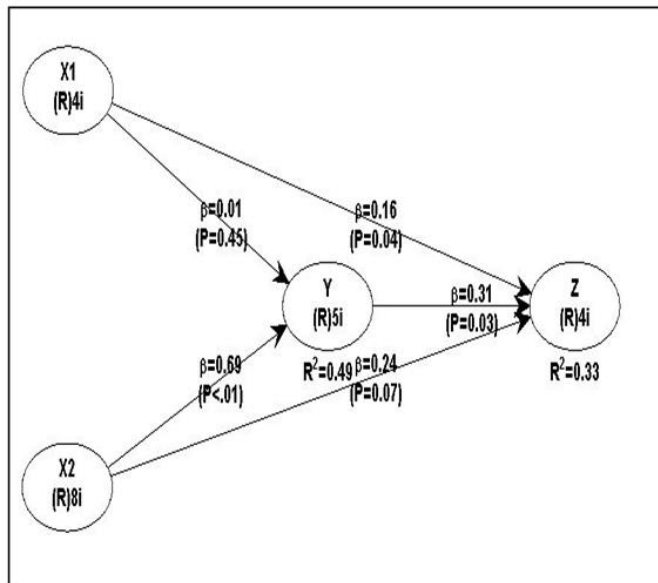 X1
(R)4i
β=0.01
(P=0.45)
β=0.16
(P=0.04)
Y
(R)5i
R²=0.49
β=0.31
(P=0.03)
Z
(R)4i
R²=0.33
β=0.69
(P<.01)
β=0.24
(P=0.07)
X2
(R)8i